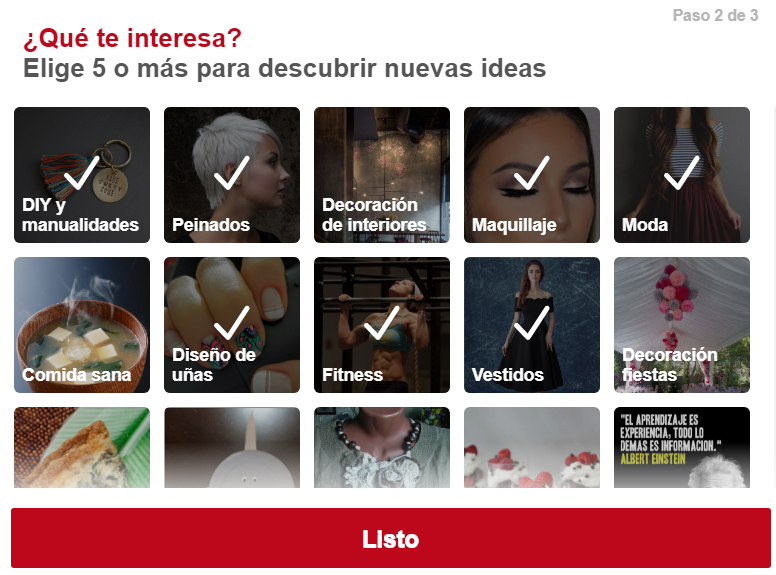 Paso 2 de 3
¿Qué te interesa?
Elige 5 o más para descubrir nuevas ideas
DIY y
manualidades
Peinados
Decoración
de interiores
Maquillaje
Moda
Comida sana
Diseño de
uñas
Fitness
Vestidos
Decoración
fiestas
"EL APRENDIZAJE ES
EXPERIENCIA, TODO LO
DEMAS ES INFORMACION."
ALBERT EINSTEIN
Listo